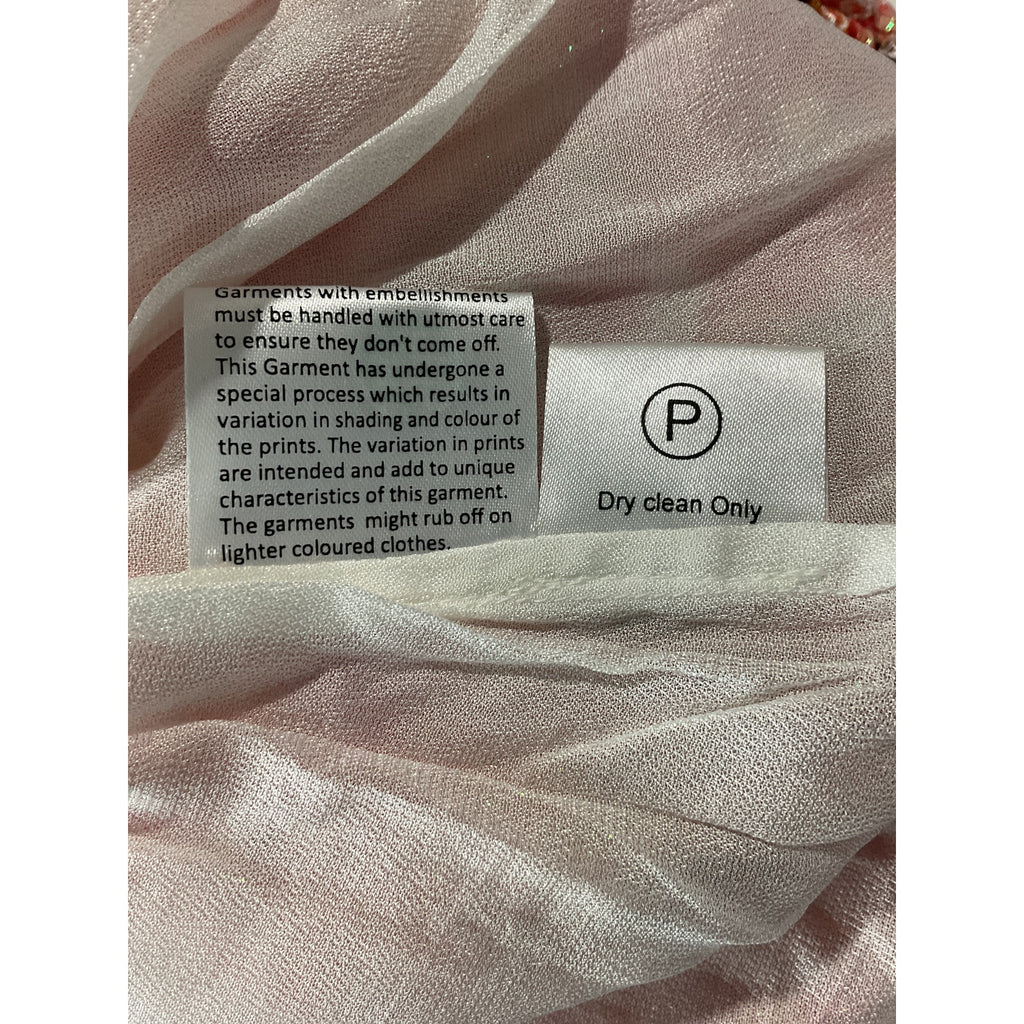 Garments with embellishments
must be handled with utmost care
to ensure they don't come off.
This Garment has undergone a
special process which results in
variation in shading and colour of
the prints. The variation in prints
are intended and add to unique
characteristics of this garment.
The garments might rub off on
lighter coloured clothes.
P
Dry clean Only